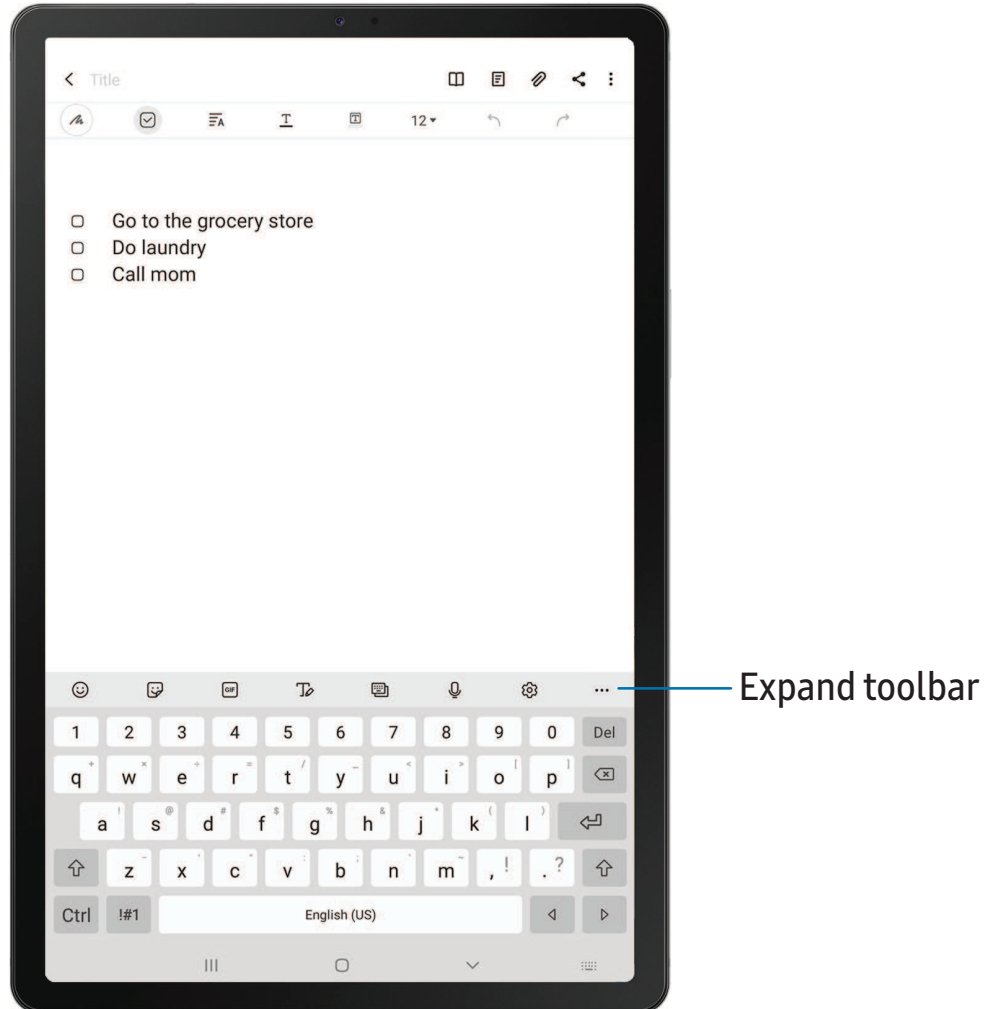 Title
T A T T 12
Go to the grocery store
Do laundry
Call mom
GIF T
Expand toolbar
1 2 3 4 5 6 7 8 9 0 Del
q + w × e ÷ r = t / y _ u < i > o [ p ]
a ! s @ d # f $ g % h & j * k ( l )
z - x ' c " v : b ; n ` m ~ , ! . ?
Ctrl !#1 English (US)